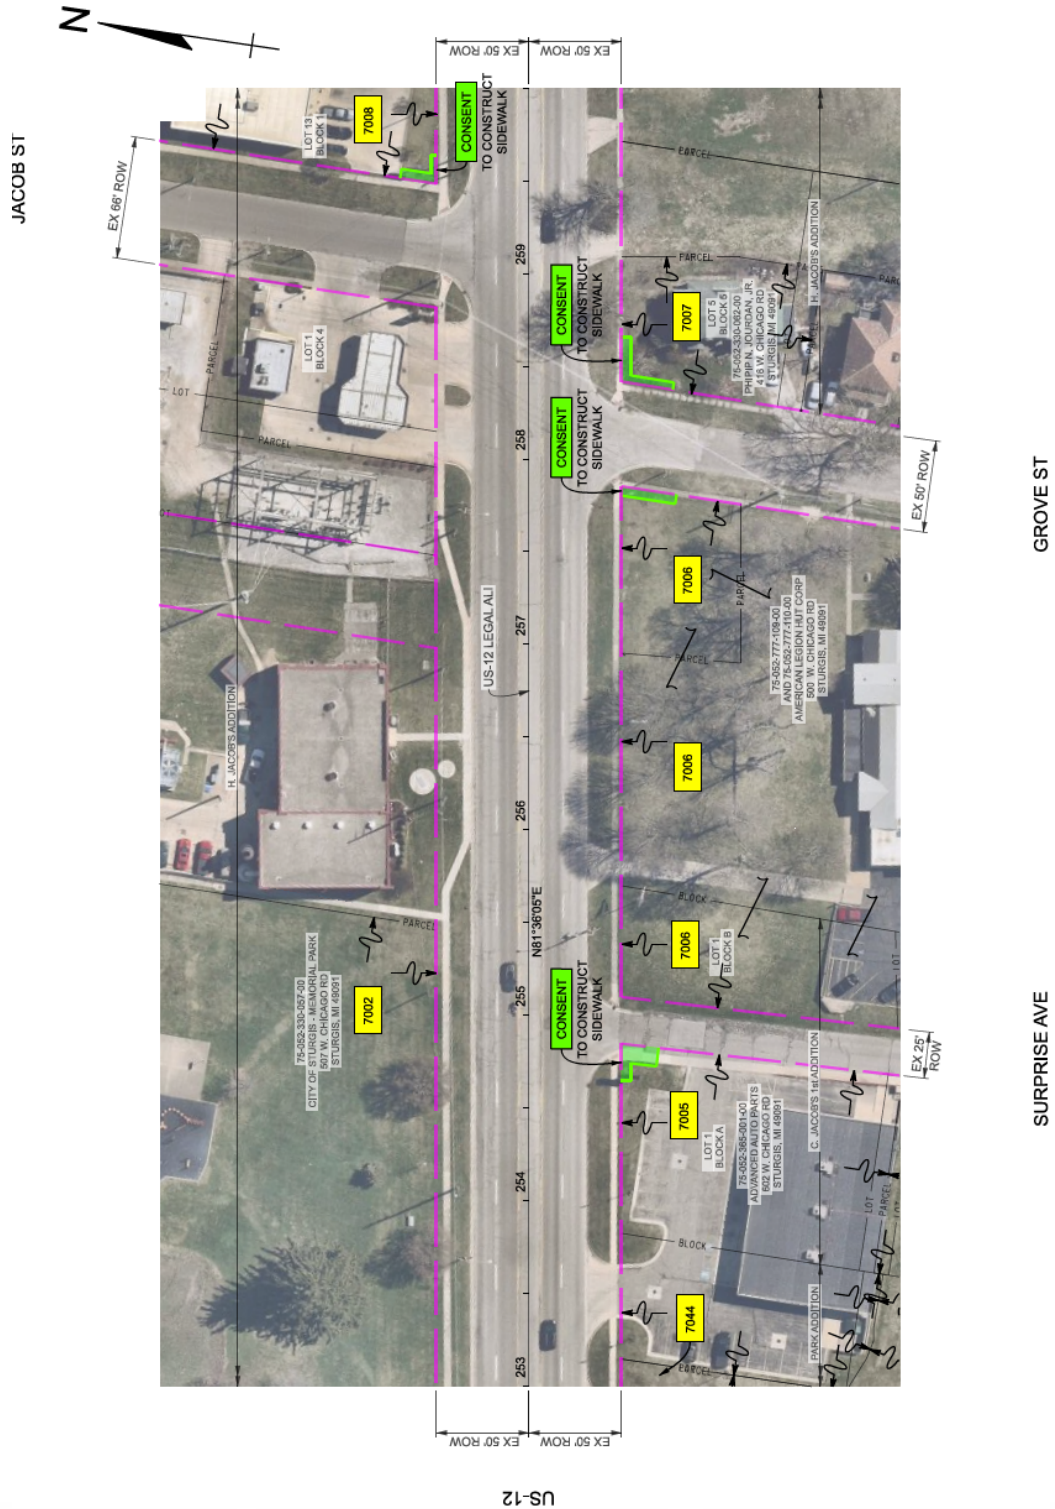 JACOB ST
N
EX 66' ROW
EX 50' ROW
EX 50' ROW
7008
LOT 13
BLOCK 1
CONSENT
TO CONSTRUCT
SIDEWALK
PARCEL
H. JACOB'S ADDITION
259
CONSENT
TO CONSTRUCT
SIDEWALK
PARCEL
7007
LOT 5
BLOCK 5
75-052-330-062-00
PHIPIP N. JOURDAN, JR.
416 W. CHICAGO RD
STURGIS, MI 49091
PARCEL
LOT 1
BLOCK 4
PARCEL
LOT
PARCEL
258
CONSENT
TO CONSTRUCT
SIDEWALK
EX 50' ROW
GROVE ST
7006
PARCEL
PARCEL
75-052-777-109-00
AND 75-052-777-110-00
AMERICAN LEGION HUT CORP
500 W. CHICAGO RD
STURGIS, MI 49091
US-12 LEGAL ALI
257
H. JACOB'S ADDITION
7006
256
N81°36'05"E
PARCEL
75-052-330-057-00
CITY OF STURGIS - MEMORIAL PARK
507 W. CHICAGO RD
STURGIS, MI 49091
7002
BLOCK
7006
LOT 1
BLOCK B
LOT
255
CONSENT
TO CONSTRUCT
SIDEWALK
EX 25'
ROW
SURPRISE AVE
7005
LOT 1
BLOCK A
75-052-365-001-00
ADVANCED AUTO PARTS
602 W. CHICAGO RD
STURGIS, MI 49091
C. JACOB'S 1st ADDITION
LOT
PARCEL
LOT
254
BLOCK
PARK ADDITION
7044
PARCEL
253
EX 50' ROW
EX 50' ROW
US-12